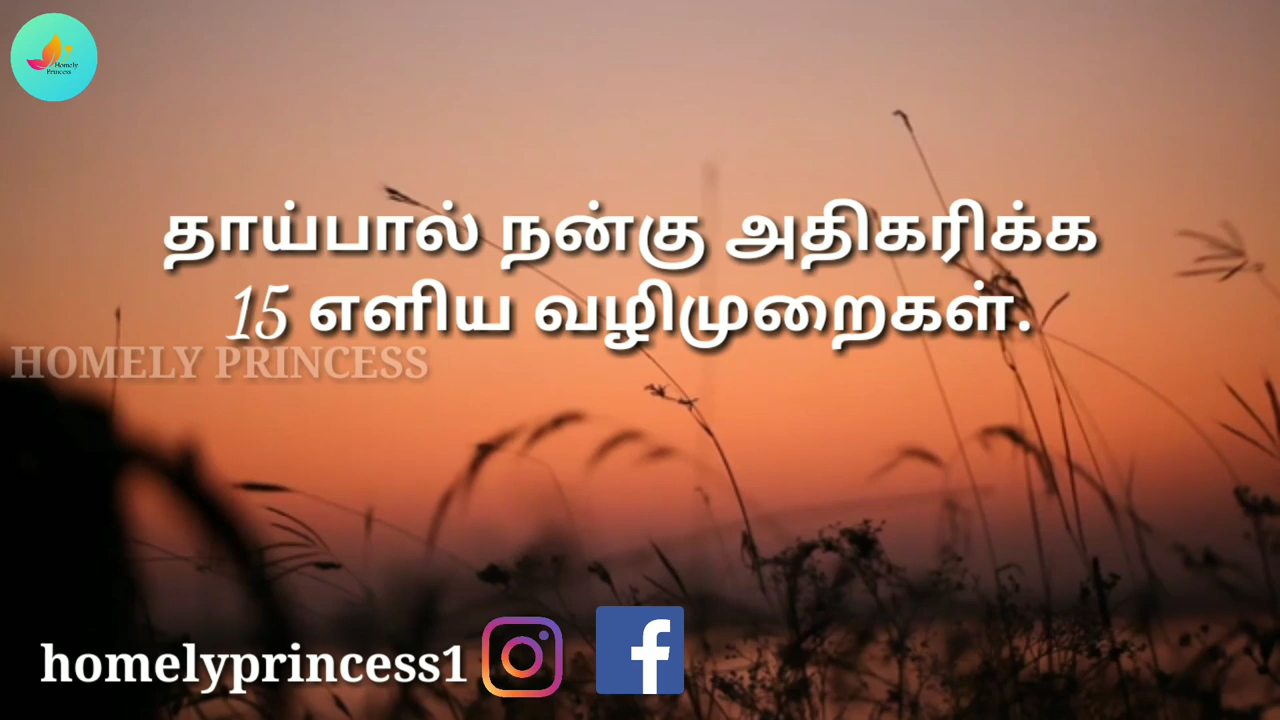 Homely
Princess
தாய்பால் நன்கு அதிகரிக்க
15 எளிய வழிமுறைகள்.
HOMELY PRINCESS
homelyprincess1